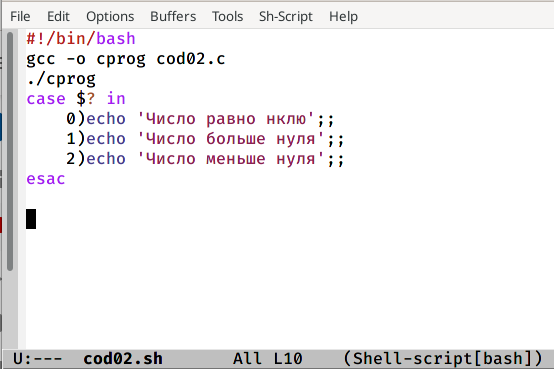 File Edit Options Buffers Tools Sh-Script Help
#!/bin/bash
gcc -o cprog cod02.c
./cprog
case $? in
    0)echo 'Число равно нклю';;
    1)echo 'Число больше нуля';;
    2)echo 'Число меньше нуля';;
esac
U:--- cod02.sh All L10 (Shell-script[bash])